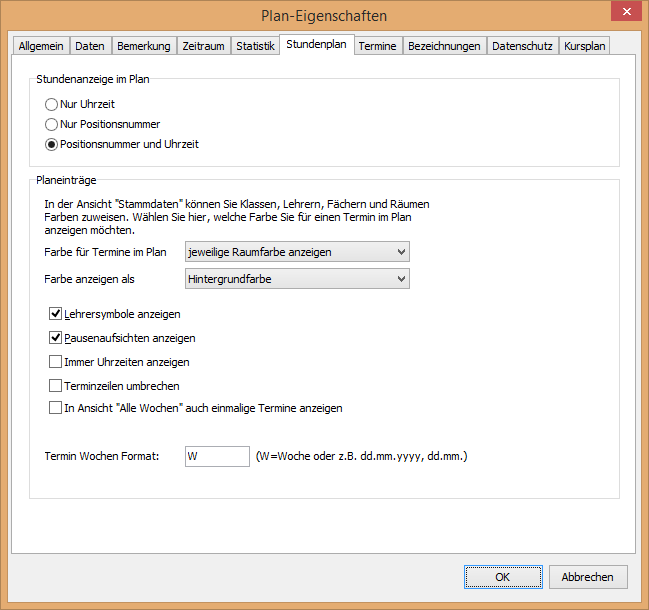 Plan-Eigenschaften
Allgemein Daten Bemerkung Zeitraum Statistik Stundenplan Termine Bezeichnungen Datenschutz Kursplan
Stundenanzeige im Plan
Nur Uhrzeit
Nur Positionsnummer
Positionsnummer und Uhrzeit
Planeinträge
In der Ansicht "Stammdaten" können Sie Klassen, Lehrern, Fächern und Räumen
Farben zuweisen. Wählen Sie hier, welche Farbe Sie für einen Termin im Plan
anzeigen möchten.
Farbe für Termine im Plan jeweilige Raumfarbe anzeigen
Farbe anzeigen als Hintergrundfarbe
Lehrersymbole anzeigen
Pausenaufsichten anzeigen
Immer Uhrzeiten anzeigen
Terminzeilen umbrechen
In Ansicht "Alle Wochen" auch einmalige Termine anzeigen
Termin Wochen Format: W (W=Woche oder z.B. dd.mm.yyyy, dd.mm.)
OK Abbrechen